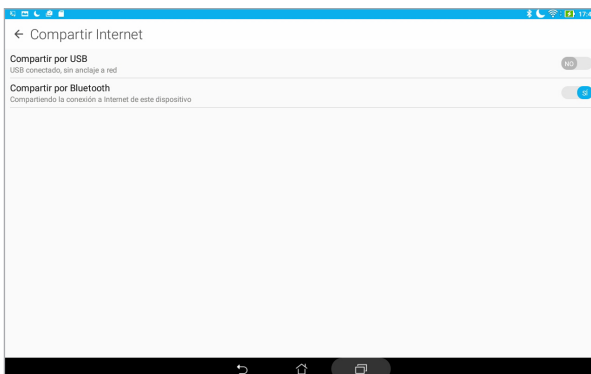 Compartir Internet
Compartir por USB
USB conectado, sin anclaje a red
NO
Compartir por Bluetooth
Compartiendo la conexión a Internet de este dispositivo
SÍ